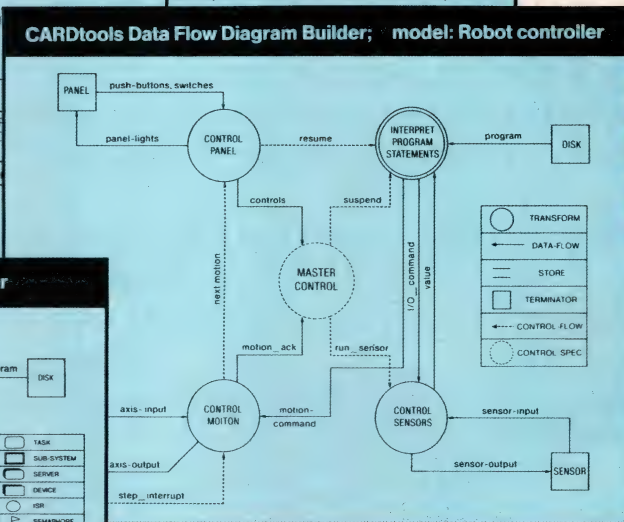 CARDtools Data Flow Diagram Builder; model: Robot controller
PANEL
push-buttons, switches
panel-lights
CONTROL
PANEL
resume
INTERPRET
PROGRAM
STATEMENTS
program
DISK
controls
suspend
next motion
MASTER
CONTROL
I/O_command
value
TRANSFORM
DATA-FLOW
STORE
TERMINATOR
CONTROL-FLOW
CONTROL SPEC
motion_ack
run_sensor
axis-input
CONTROL
MOITON
motion-
command
CONTROL
SENSORS
sensor-input
axis-output
sensor-output
SENSOR
step_interrupt
r
ram
DISK
TASK
SUB-SYSTEM
SERVER
DEVICE
ISR
SEMAPHORE